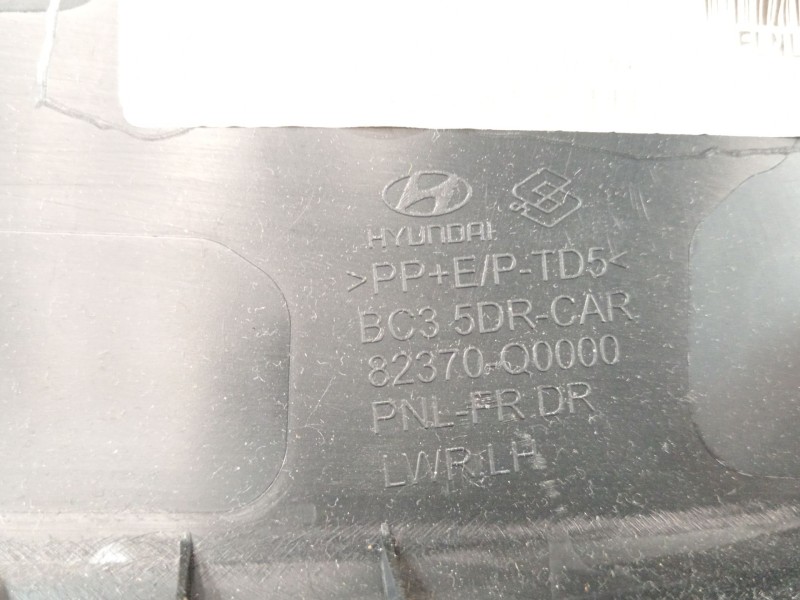 HYUNDAI
>PP+E/P-TD5<
BC3 5DR-CAR
82370-Q0000
PNL-FR DR
LWR,LH